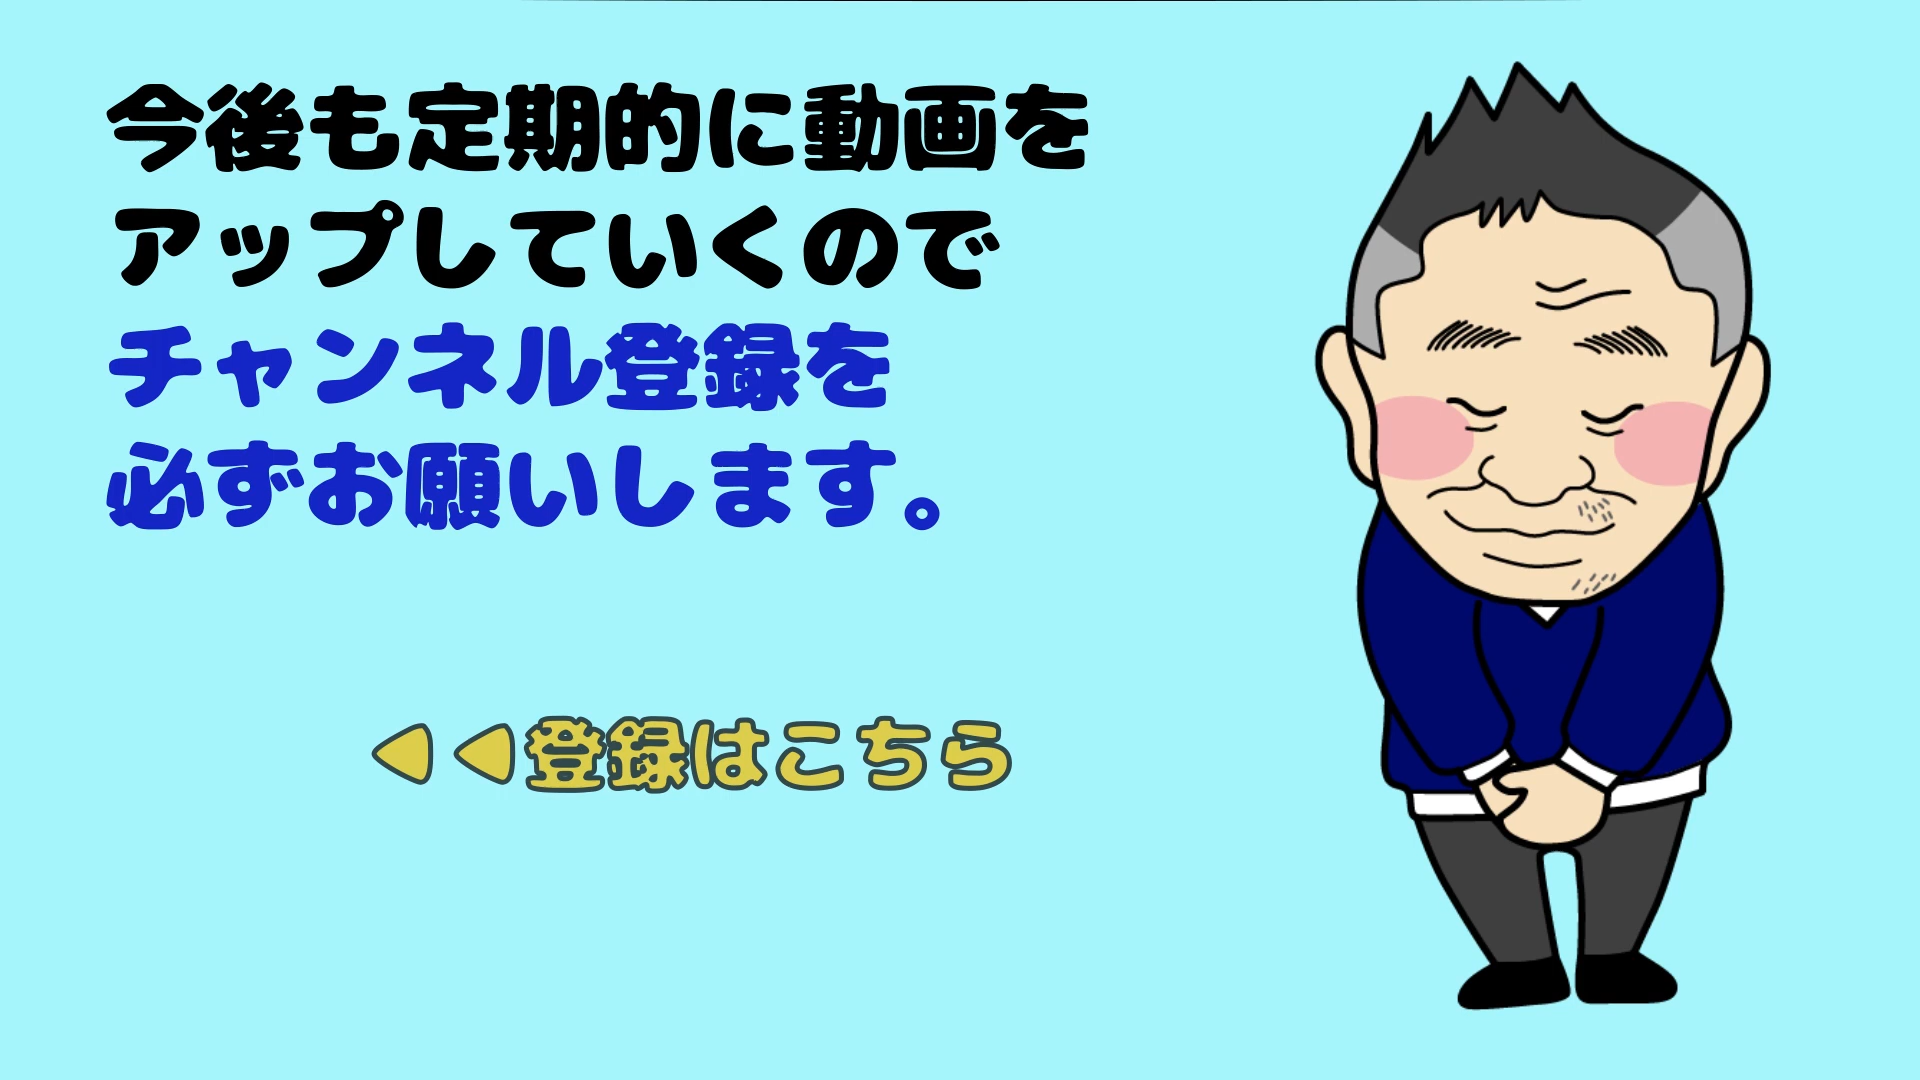 今後も定期的に動画を
アップしていくので
チャンネル登録を
必ずお願いします。
◀◀登録はこちら